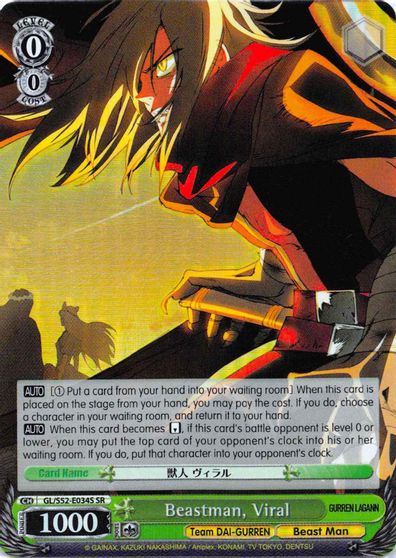 LEVEL
0
0
COST
AUTO [① Put a card from your hand into your waiting room] When this card is
placed on the stage from your hand, you may pay the cost. If you do, choose
a character in your waiting room, and return it to your hand.
AUTO When this card becomes [ ], if this card's battle opponent is level 0 or
lower, you may put the top card of your opponent's clock into his or her
waiting room. If you do, put that character into your opponent's clock.
Card Name
獣人 ヴィラル
CH GL/S52-E034S SR
Beastman, Viral
GURREN LAGANN
POWER
1000
SOUL
Team DAI-GURREN
Beast Man
© GAINAX, KAZUKI NAKASHIMA / Aniplex, KONAMI, TV TOKYO, DENTSU